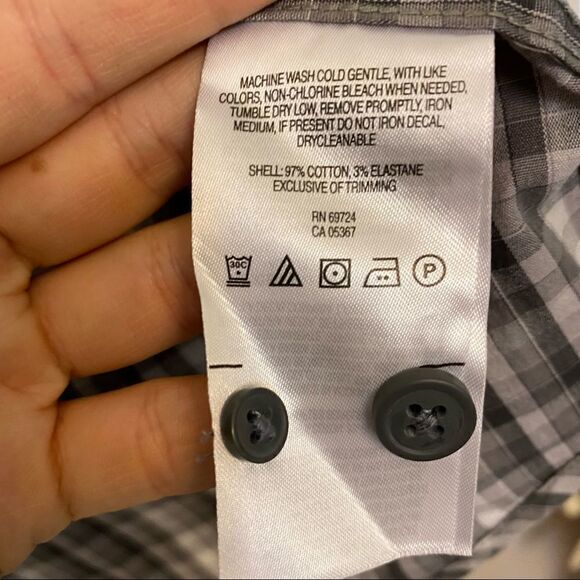 MACHINE WASH COLD GENTLE, WITH LIKE
COLORS, NON-CHLORINE BLEACH WHEN NEEDED,
TUMBLE DRY LOW, REMOVE PROMPTLY, IRON
MEDIUM, IF PRESENT DO NOT IRON DECAL,
DRYCLEANABLE
SHELL: 97% COTTON, 3% ELASTANE
EXCLUSIVE OF TRIMMING
RN 69724
CA 05367
30C P